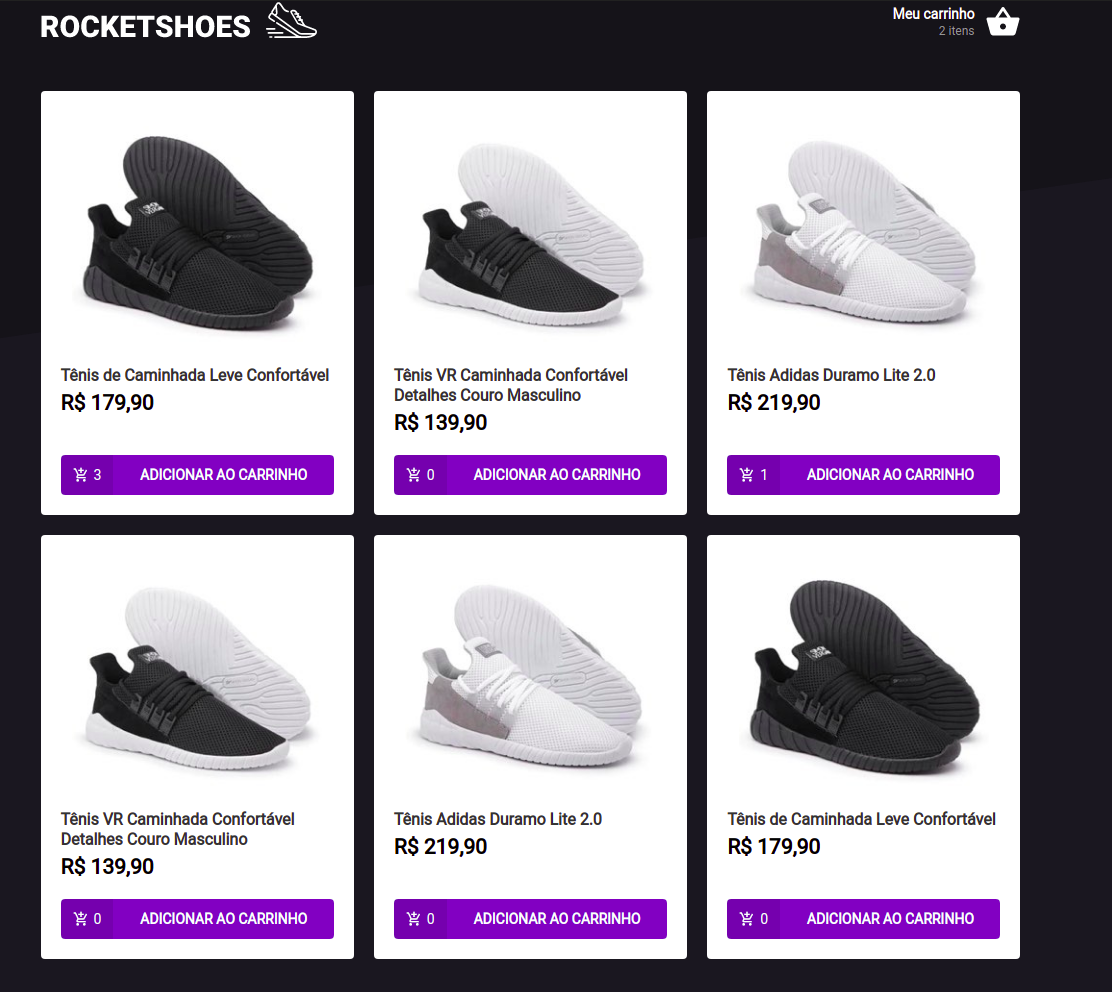 ROCKETSHOES
Meu carrinho
2 itens
Tênis de Caminhada Leve Confortável
R$ 179,90
3 ADICIONAR AO CARRINHO
Tênis VR Caminhada Confortável
Detalhes Couro Masculino
R$ 139,90
0 ADICIONAR AO CARRINHO
Tênis Adidas Duramo Lite 2.0
R$ 219,90
1 ADICIONAR AO CARRINHO
Tênis VR Caminhada Confortável
Detalhes Couro Masculino
R$ 139,90
0 ADICIONAR AO CARRINHO
Tênis Adidas Duramo Lite 2.0
R$ 219,90
0 ADICIONAR AO CARRINHO
Tênis de Caminhada Leve Confortável
R$ 179,90
0 ADICIONAR AO CARRINHO